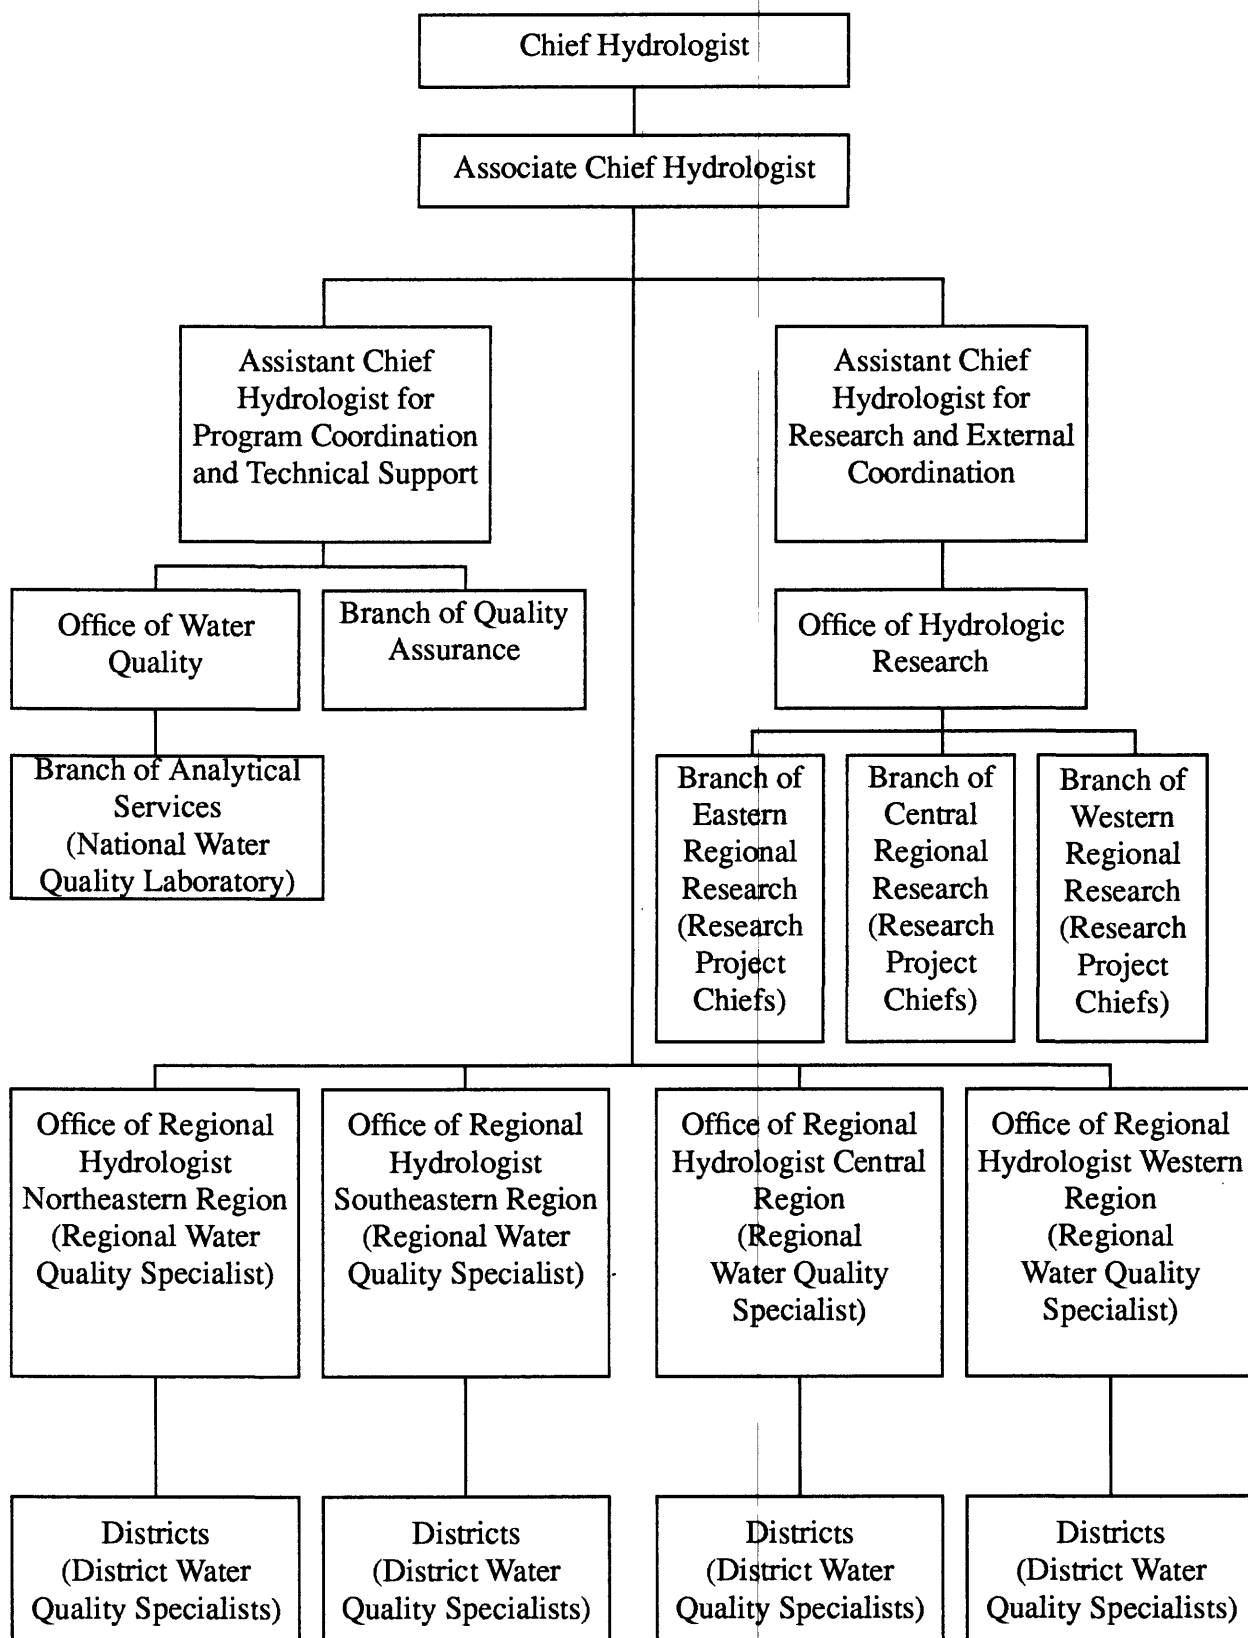 Chief Hydrologist
Associate Chief Hydrologist
Assistant Chief
Hydrologist for
Program Coordination
and Technical Support
Assistant Chief
Hydrologist for
Research and External
Coordination
Office of Water
Quality
Branch of Quality
Assurance
Office of Hydrologic
Research
Branch of Analytical
Services
(National Water
Quality Laboratory)
Branch of
Eastern
Regional
Research
(Research
Project
Chiefs)
Branch of
Central
Regional
Research
(Research
Project
Chiefs)
Branch of
Western
Regional
Research
(Research
Project
Chiefs)
Office of Regional
Hydrologist
Northeastern Region
(Regional Water
Quality Specialist)
Office of Regional
Hydrologist
Southeastern Region
(Regional Water
Quality Specialist)
Office of Regional
Hydrologist Central
Region
(Regional
Water Quality
Specialist)
Office of Regional
Hydrologist Western
Region
(Regional
Water Quality
Specialist)
Districts
(District Water
Quality Specialists)
Districts
(District Water
Quality Specialists)
Districts
(District Water
Quality Specialists)
Districts
(District Water
Quality Specialists)